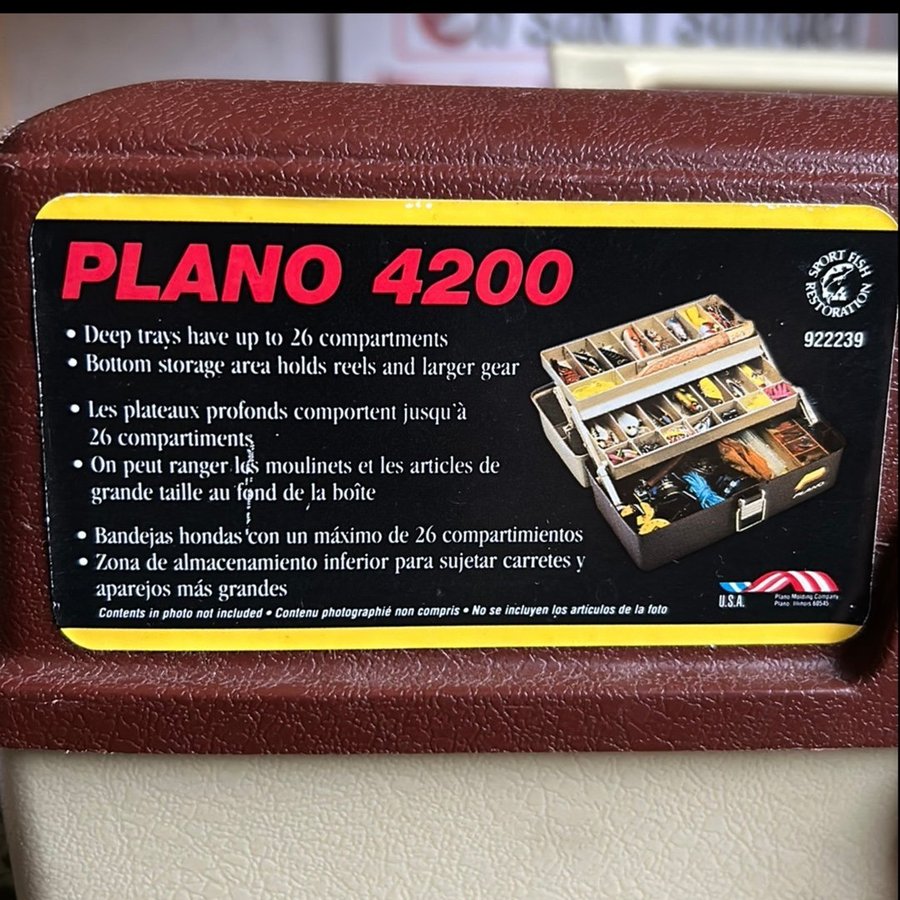 PLANO 4200
SPORT FISH RESTORATION
922239
• Deep trays have up to 26 compartments
• Bottom storage area holds reels and larger gear
• Les plateaux profonds comportent jusqu'à
26 compartiments
• On peut ranger les moulinets et les articles de
grande taille au fond de la boîte
• Bandejas hondas con un máximo de 26 compartimientos
• Zona de almacenamiento inferior para sujetar carretes y
aparejos más grandes
Contents in photo not included • Contenu photographié non compris • No se incluyen los artículos de la foto
PLANO
U.S.A.
Plano Molding Company
Plano, Illinois 60545